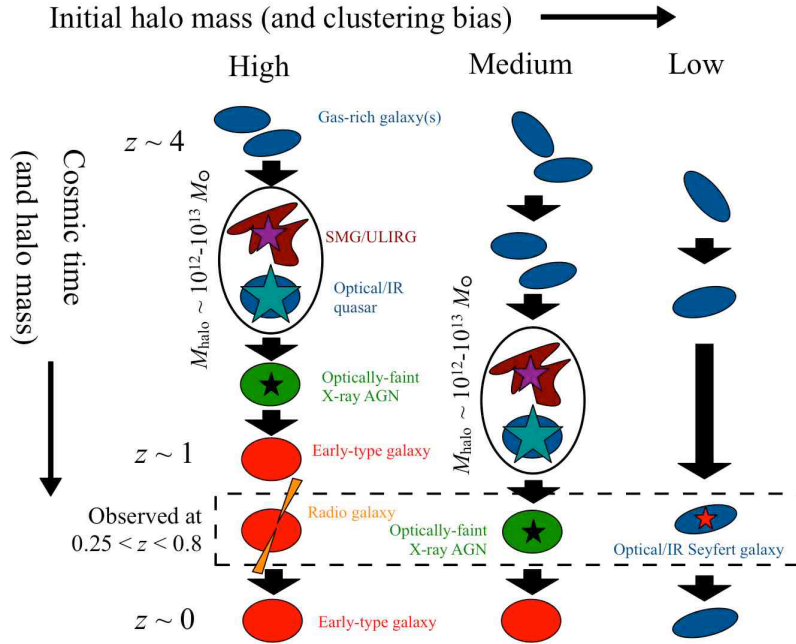 Initial halo mass (and clustering bias)
High
Medium
Low
Cosmic time
(and halo mass)
z ~ 4
Gas-rich galaxy(s)
M_halo ~ 10^12-10^13 M⊙
SMG/ULIRG
Optical/IR
quasar
Optically-faint
X-ray AGN
z ~ 1
Early-type galaxy
M_halo ~ 10^12-10^13 M⊙
Observed at
0.25 < z < 0.8
Radio galaxy
Optically-faint
X-ray AGN
Optical/IR Seyfert galaxy
z ~ 0
Early-type galaxy